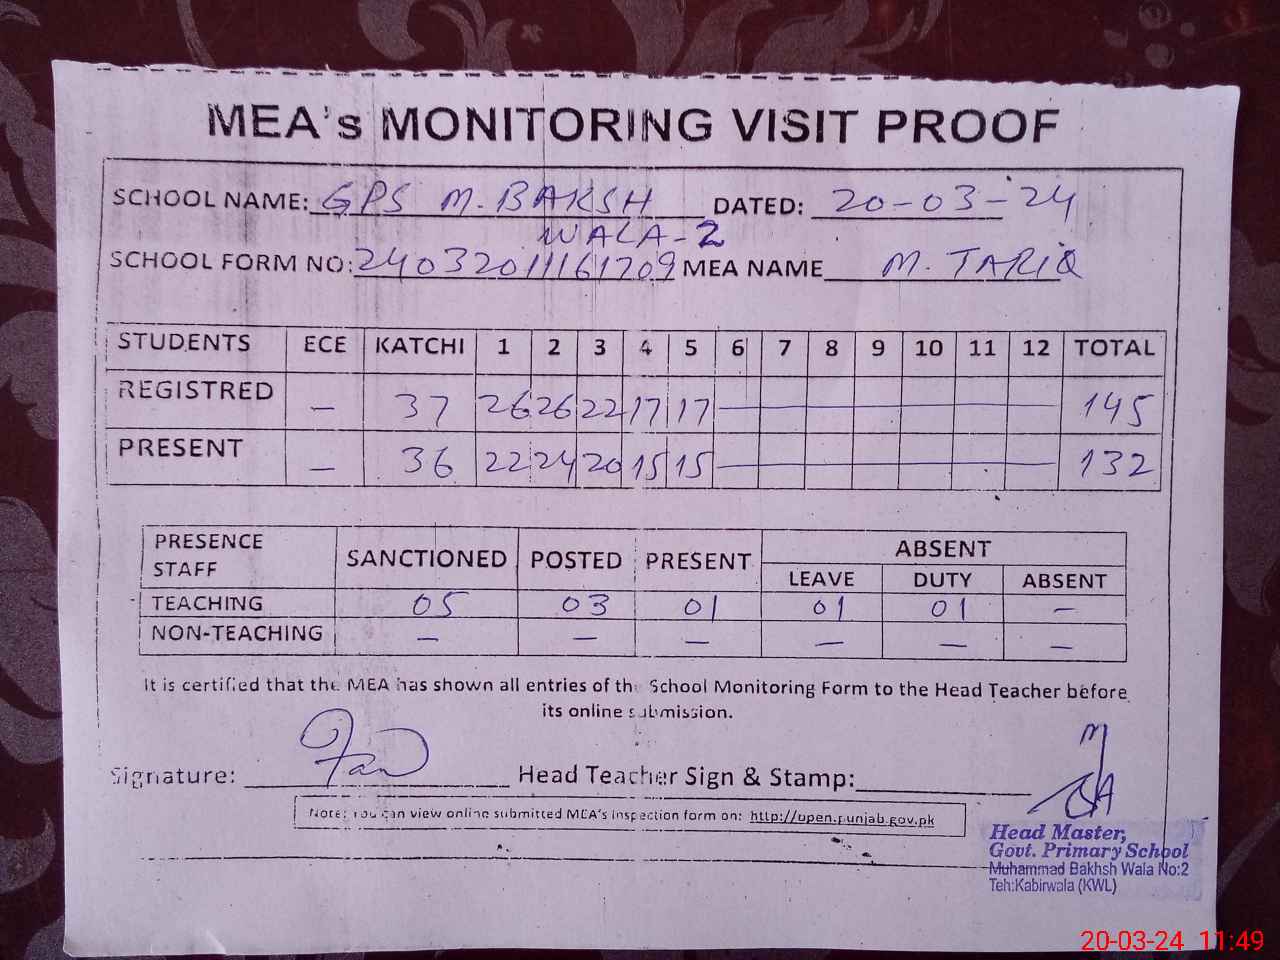 MEA's MONITORING VISIT PROOF
SCHOOL NAME: GPS M. BAKSH DATED: 20-03-24
WALA-2
SCHOOL FORM NO: 24032011161709 MEA NAME M. TARIQ
STUDENTS ECE KATCHI 1 2 3 4 5 6 7 8 9 10 11 12 TOTAL
REGISTRED — 37 26 26 22 17 17 — 145
PRESENT — 36 22 24 20 15 15 — 132
PRESENCE STAFF SANCTIONED POSTED PRESENT ABSENT
LEAVE DUTY ABSENT
TEACHING 05 03 01 01 01 —
NON-TEACHING — — — — — —
It is certified that the MEA has shown all entries of the School Monitoring Form to the Head Teacher before
its online submission.
Signature: Head Teacher Sign & Stamp:
Note: You can view online submitted MEA's inspection form on: http://open.punjab.gov.pk
Head Master,
Govt. Primary School
Muhammad Bakhsh Wala No:2
Teh:Kabirwala (KWL)
20-03-24 11:49